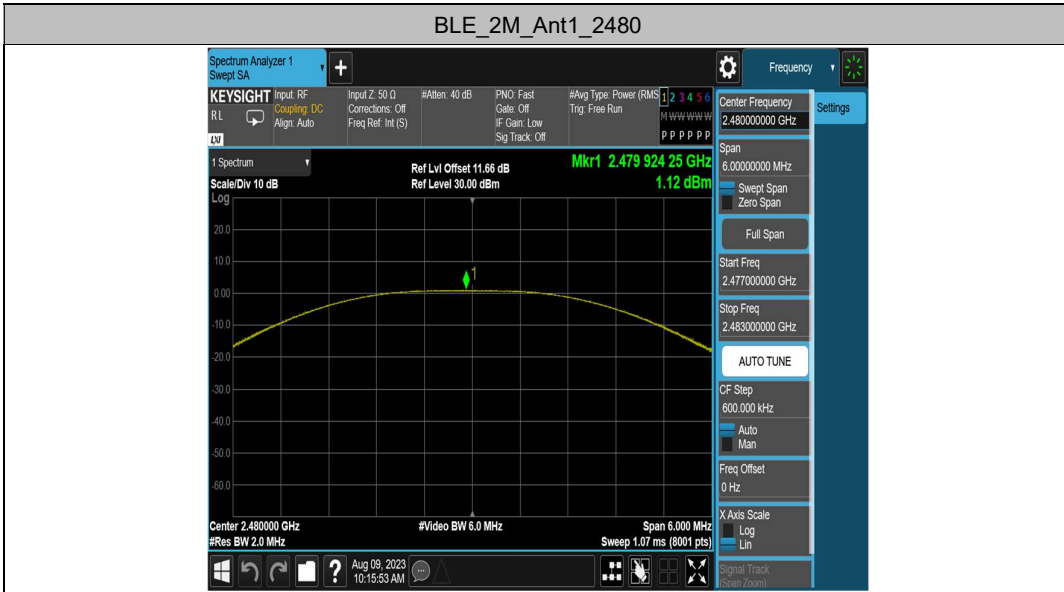 BLE_2M_Ant1_2480
Spectrum Analyzer 1
Swept SA
+
Frequency
KEYSIGHT
RL
LXI
Input: RF
Coupling: DC
Align: Auto
Input Z: 50 Ω
Corrections: Off
Freq Ref: Int (S)
#Atten: 40 dB
PNO: Fast
Gate: Off
IF Gain: Low
Sig Track: Off
#Avg Type: Power (RMS
Trig: Free Run
1 2 3 4 5 6
M W W W W W
P P P P P P
Center Frequency
2.480000000 GHz
Settings
Span
6.00000000 MHz
Swept Span
Zero Span
Full Span
Start Freq
2.477000000 GHz
Stop Freq
2.483000000 GHz
AUTO TUNE
CF Step
600.000 kHz
Auto
Man
Freq Offset
0 Hz
X Axis Scale
Log
Lin
Signal Track
(Span Zoom)
1 Spectrum
Scale/Div 10 dB
Log
Ref Lvl Offset 11.66 dB
Ref Level 30.00 dBm
Mkr1 2.479 924 25 GHz
1.12 dBm
20.0
10.0
1
0.00
-10.0
-20.0
-30.0
-40.0
-50.0
-60.0
Center 2.480000 GHz
#Res BW 2.0 MHz
#Video BW 6.0 MHz
Span 6.000 MHz
Sweep 1.07 ms (8001 pts)
?
Aug 09, 2023
10:15:53 AM